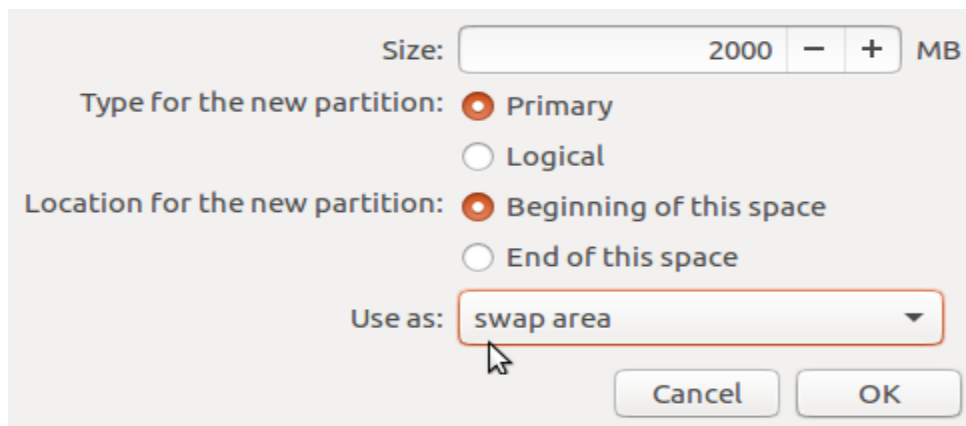 Size: 2000 − + MB
Type for the new partition: Primary
Logical
Location for the new partition: Beginning of this space
End of this space
Use as: swap area
Cancel OK